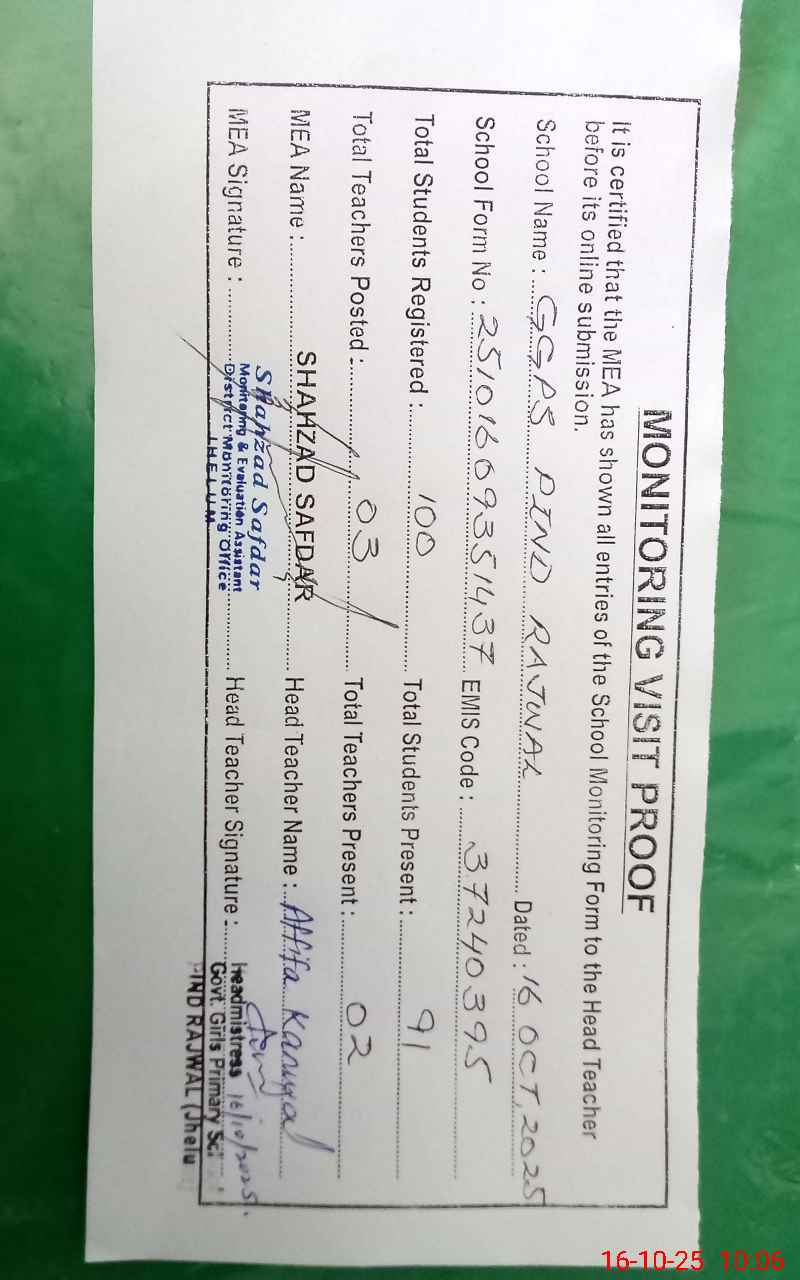 MONITORING VISIT PROOF
It is certified that the MEA has shown all entries of the School Monitoring Form to the Head Teacher
before its online submission.
School Name : GGPS PIND RAJWAL Dated : 16 OCT, 2025
School Form No : 25101609351437 EMIS Code : 37240395
Total Students Registered : 100 Total Students Present : 91
Total Teachers Posted : 03 Total Teachers Present : 02
MEA Name : SHAHZAD SAFDAR Head Teacher Name : Affifa
MEA Signature : Head Teacher Signature :
Shahzad Safdar
Monitoring & Evaluation Assistant
District Monitoring Office
JHELUM
Headmistress 16/10/2025.
Govt. Girls Primary Sc
PIND RAJWAL (Jhelu
16-10-25 10:06